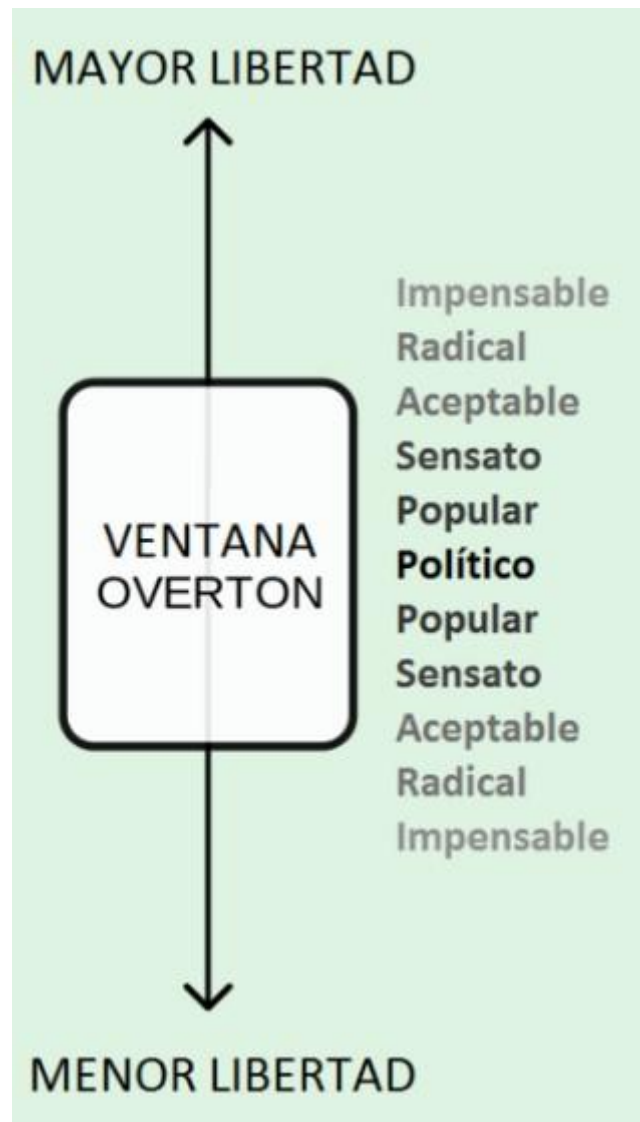 MAYOR LIBERTAD
Impensable
Radical
Aceptable
Sensato
Popular
Político
Popular
Sensato
Aceptable
Radical
Impensable
VENTANA
OVERTON
MENOR LIBERTAD